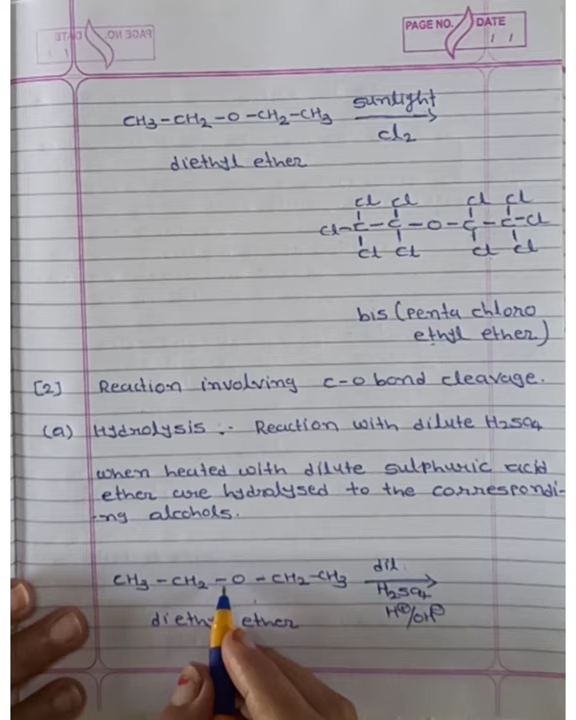 PAGE NO. DATE
/ /
CH3-CH2-O-CH2-CH3 sunlight
Cl2
diethyl ether
Cl Cl Cl Cl
Cl-C-C-O-C-C-Cl
Cl Cl Cl Cl
bis (penta chloro
ethyl ether)
[2] Reaction involving C-O bond cleavage.
(a) Hydrolysis :- Reaction with dilute H2SO4
when heated with dilute sulphuric acid
ether are hydrolysed to the correspondi-
-ng alcohols.
CH3-CH2-O-CH2-CH3 dil.
H2SO4
H⊕/OH⊖
diethyl ether